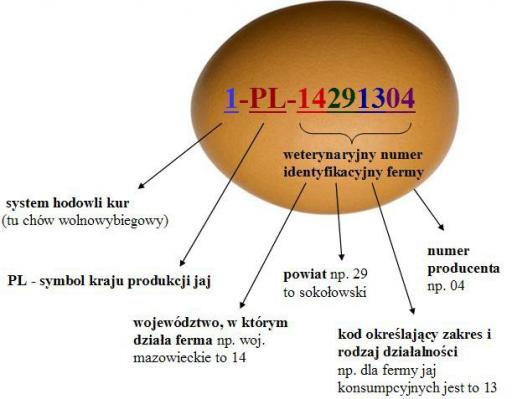 1-PL-14291304
weterynaryjny numer
identyfikacyjny fermy
system hodowli kur
(tu chów wolnowybiegowy)
PL - symbol kraju produkcji jaj
województwo, w którym
działa ferma np. woj.
mazowieckie to 14
powiat np. 29
to sokołowski
kod określający zakres i
rodzaj działalności
np. dla fermy jaj
konsumpcyjnych jest to 13
numer
producenta
np. 04